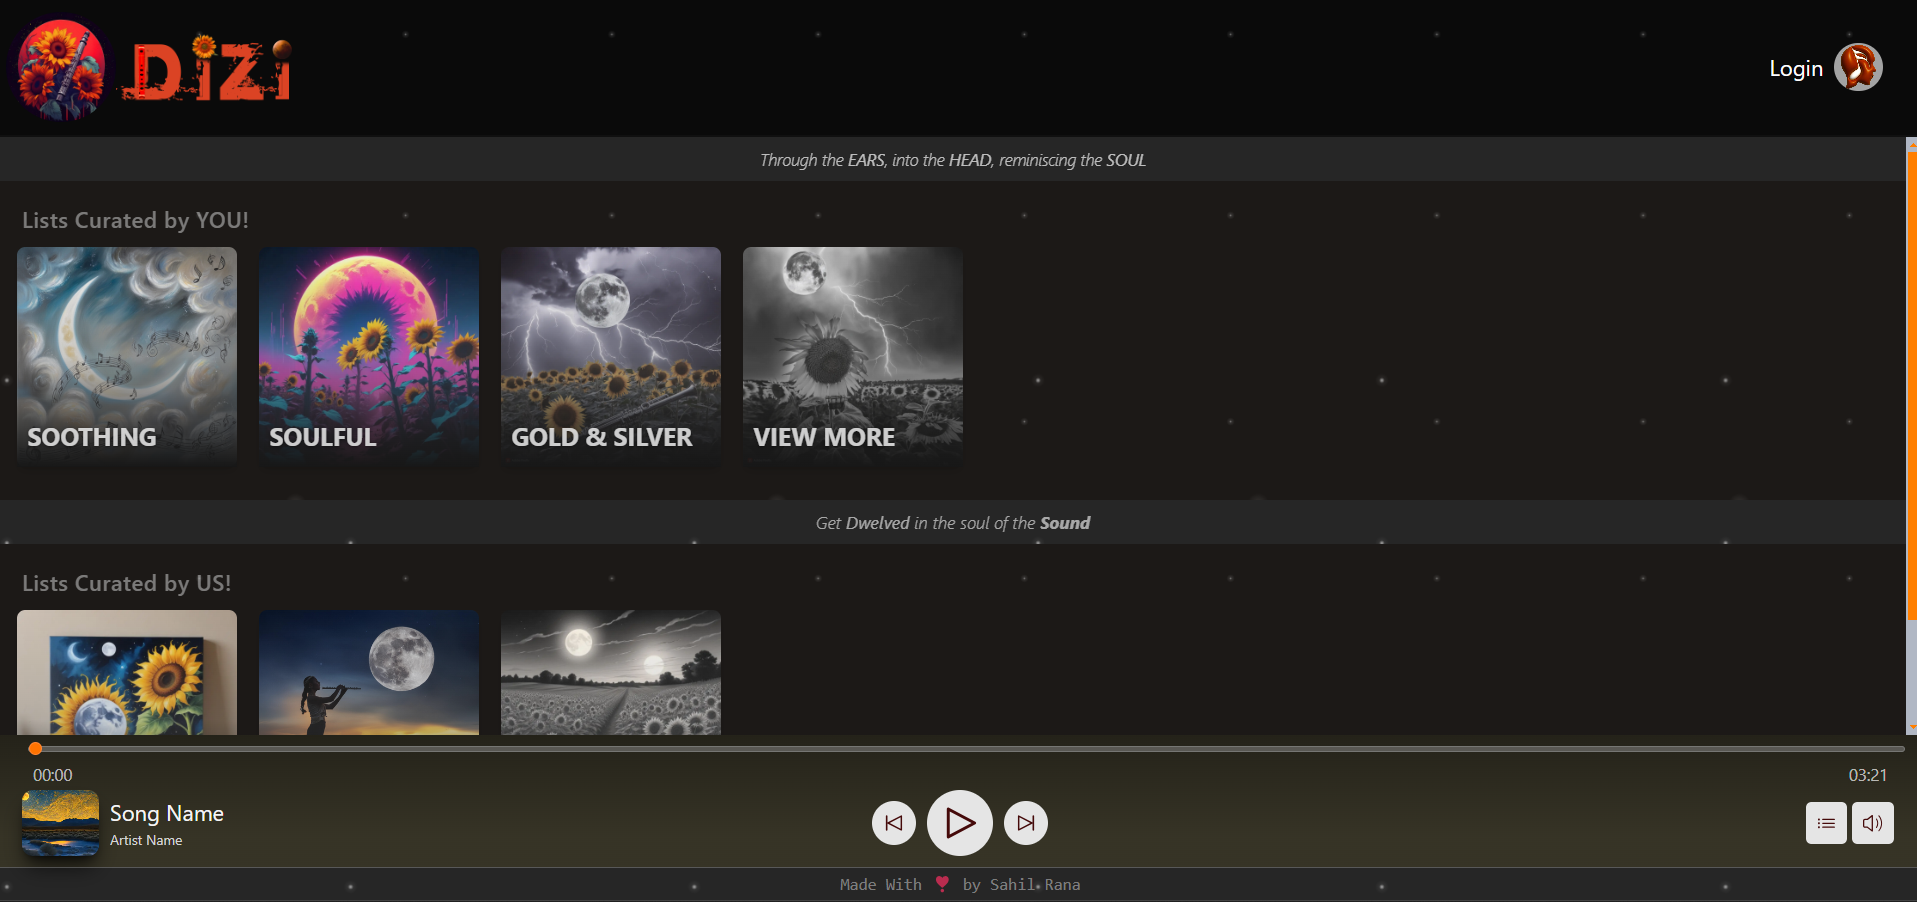 Dizi
Login
Through the EARS, into the HEAD, reminiscing the SOUL
Lists Curated by YOU!
SOOTHING
SOULFUL
GOLD & SILVER
VIEW MORE
Get Dwelved in the soul of the Sound
Lists Curated by US!
00:00
03:21
Song Name
Artist Name
Made With ❣ by Sahil Rana